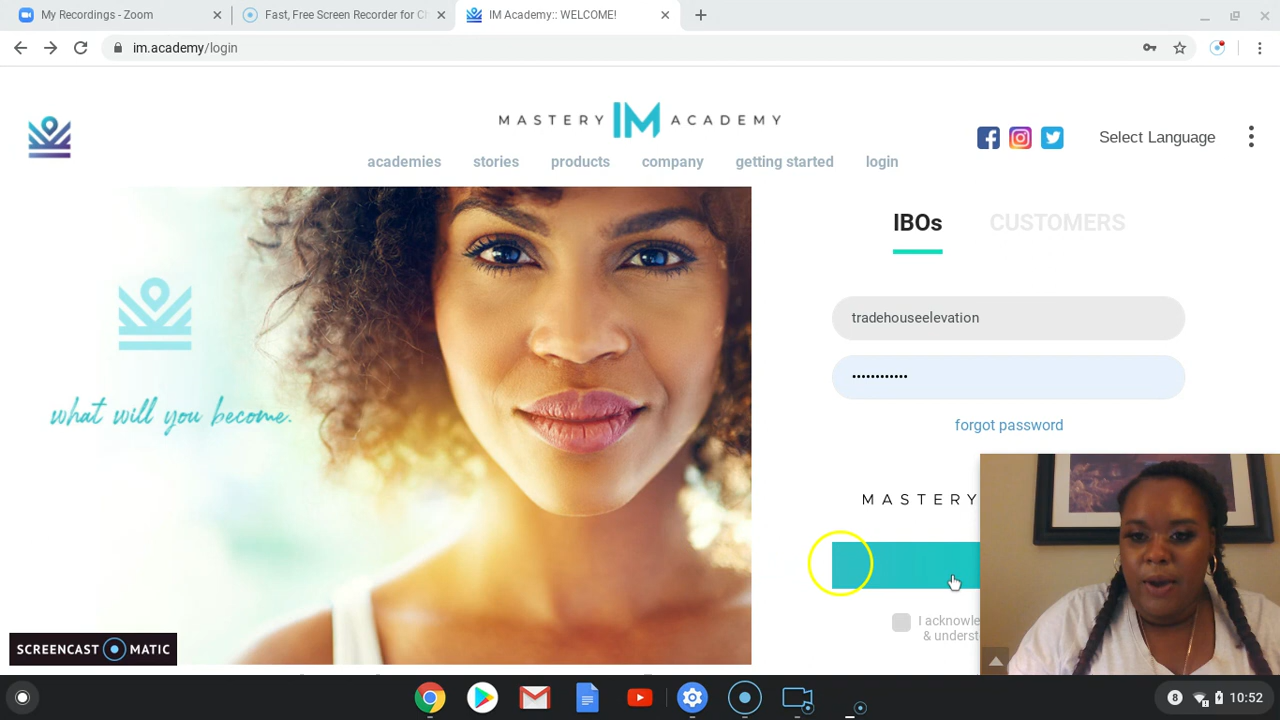 My Recordings - Zoom
Fast, Free Screen Recorder for Ch
IM Academy:: WELCOME!
im.academy/login
MASTERY IM ACADEMY
Select Language
academies stories products company getting started login
IBOs CUSTOMERS
tradehouseelevation
what will you become.
forgot password
MASTERY
I acknowle
& underst
SCREENCAST MATIC
8 10:52